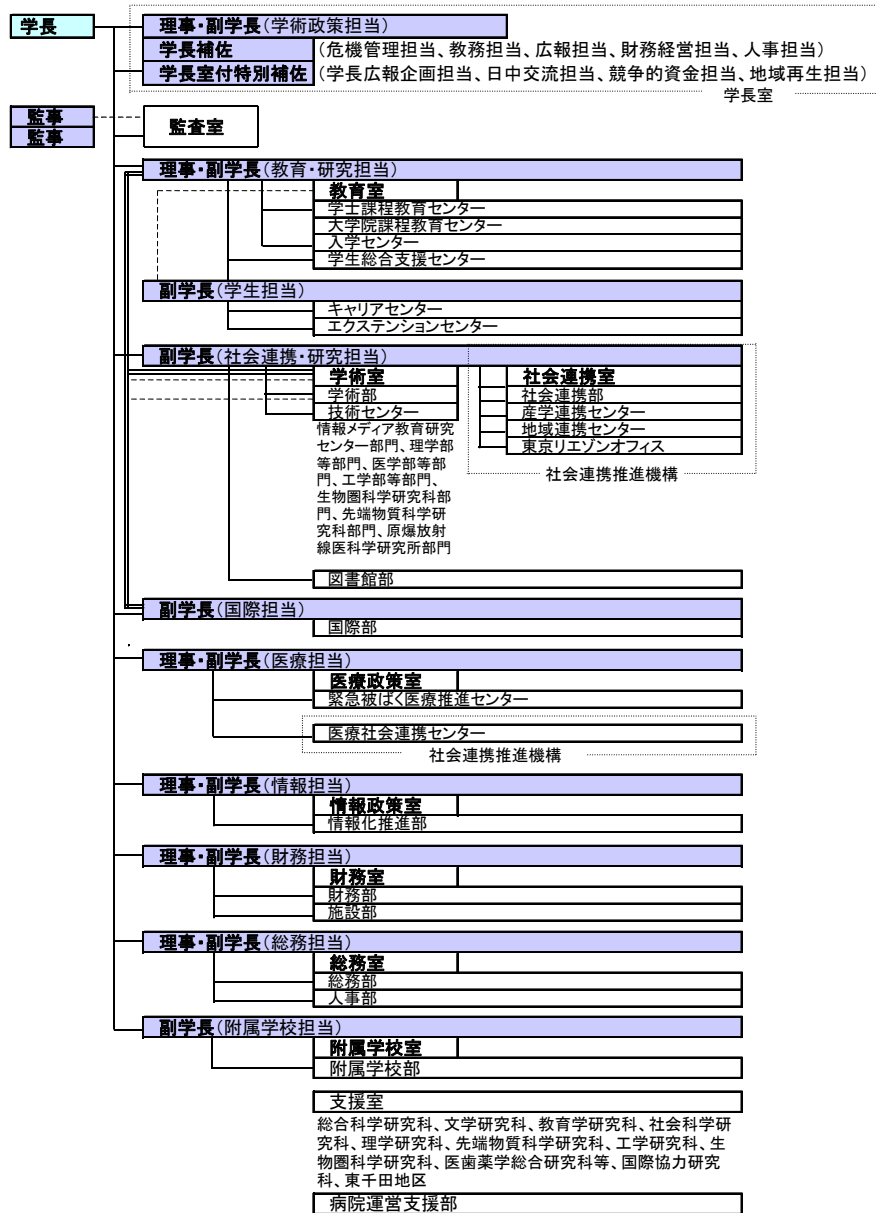 学長
理事・副学長(学術政策担当)
学長補佐 (危機管理担当、教務担当、広報担当、財務経営担当、人事担当)
学長室付特別補佐 (学長広報企画担当、日中交流担当、競争的資金担当、地域再生担当)
学長室
監事
監事
監査室
理事・副学長(教育・研究担当)
教育室
学士課程教育センター
大学院課程教育センター
入学センター
学生総合支援センター
副学長(学生担当)
キャリアセンター
エクステンションセンター
副学長(社会連携・研究担当)
学術室
学術部
技術センター
情報メディア教育研究
センター部門、理学部
等部門、医学部等部
門、工学部等部門、
生物圏科学研究科部
門、先端物質科学研
究科部門、原爆放射
線医科学研究所部門
社会連携室
社会連携部
産学連携センター
地域連携センター
東京リエゾンオフィス
社会連携推進機構
図書館部
副学長(国際担当)
国際部
理事・副学長(医療担当)
医療政策室
緊急被ばく医療推進センター
医療社会連携センター
社会連携推進機構
理事・副学長(情報担当)
情報政策室
情報化推進部
理事・副学長(財務担当)
財務室
財務部
施設部
理事・副学長(総務担当)
総務室
総務部
人事部
副学長(附属学校担当)
附属学校室
附属学校部
支援室
総合科学研究科、文学研究科、教育学研究科、社会科学研
究科、理学研究科、先端物質科学研究科、工学研究科、生
物圏科学研究科、医歯薬学総合研究科等、国際協力研究
科、東千田地区
病院運営支援部